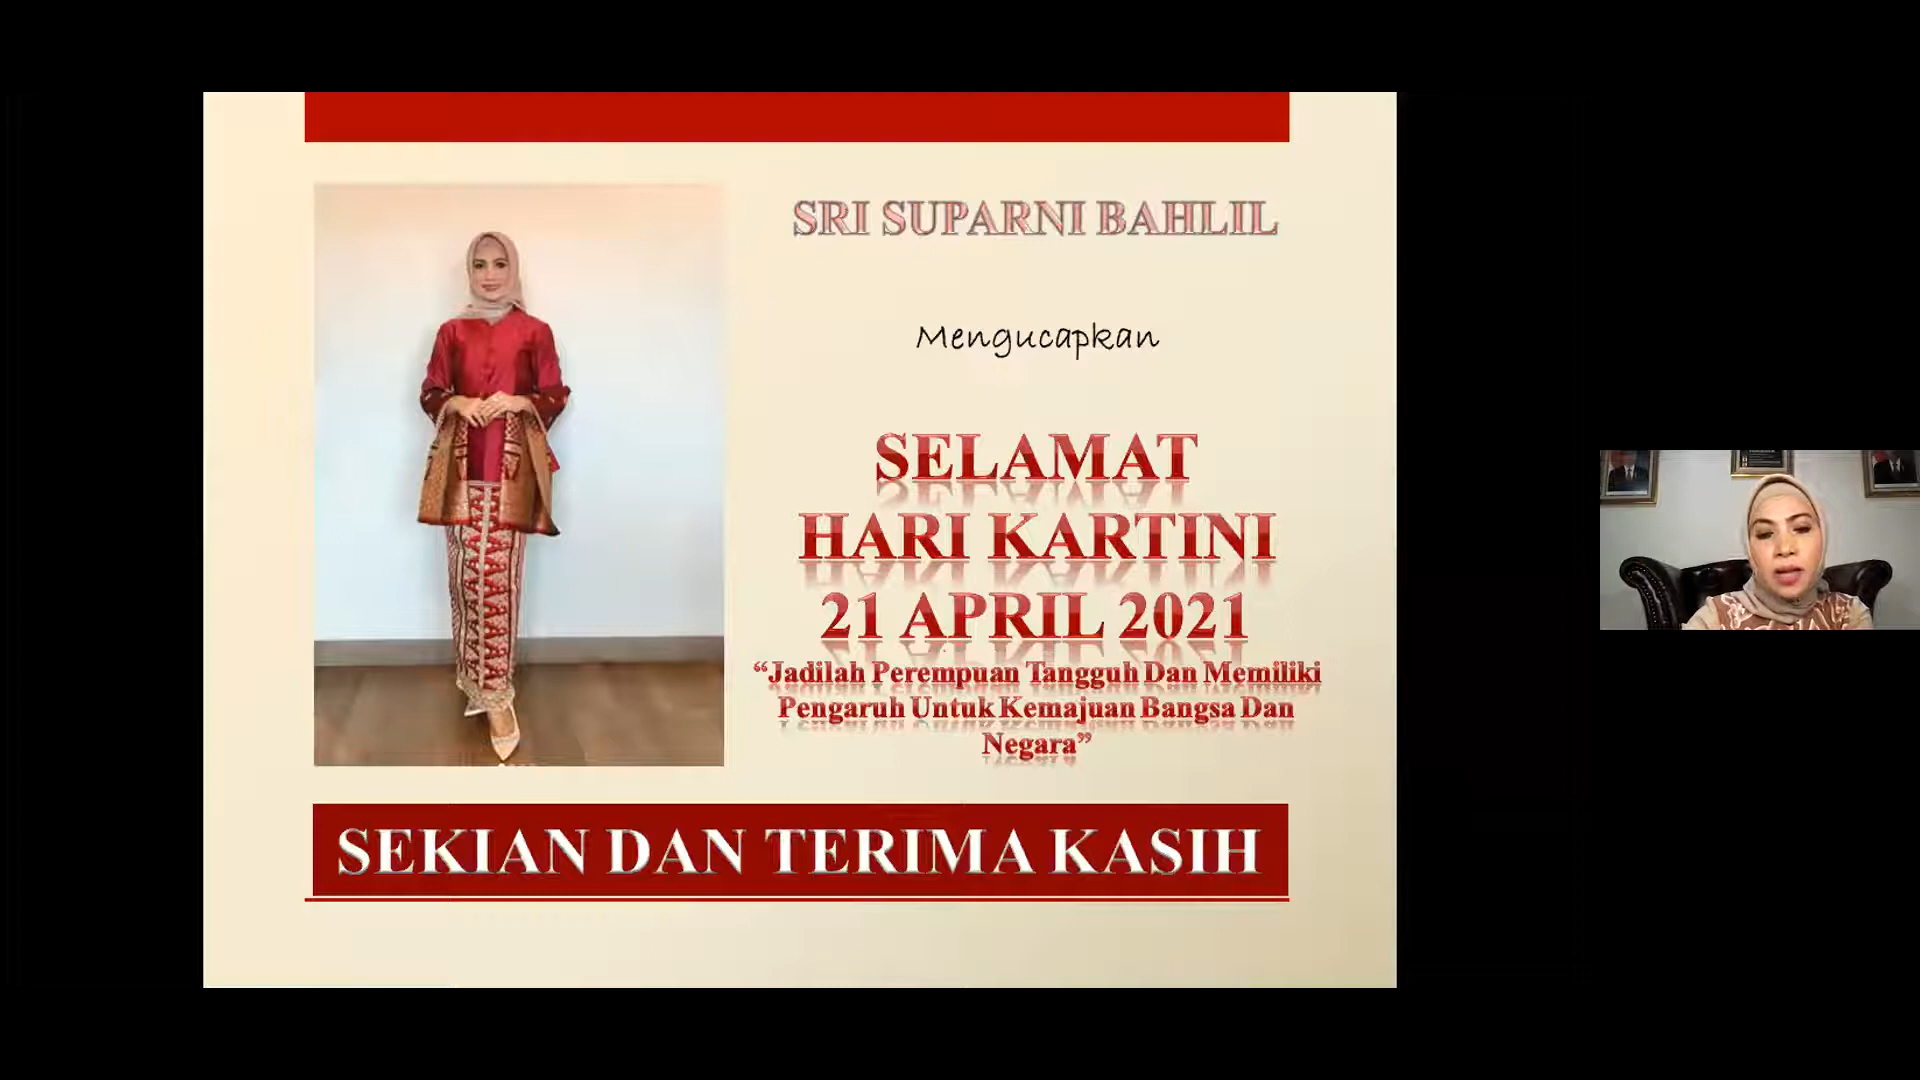 SRI SUPARNI BAHLIL
Mengucapkan
SELAMAT
HARI KARTINI
21 APRIL 2021
“Jadilah Perempuan Tangguh Dan Memiliki
Pengaruh Untuk Kemajuan Bangsa Dan
Negara”
SEKIAN DAN TERIMA KASIH